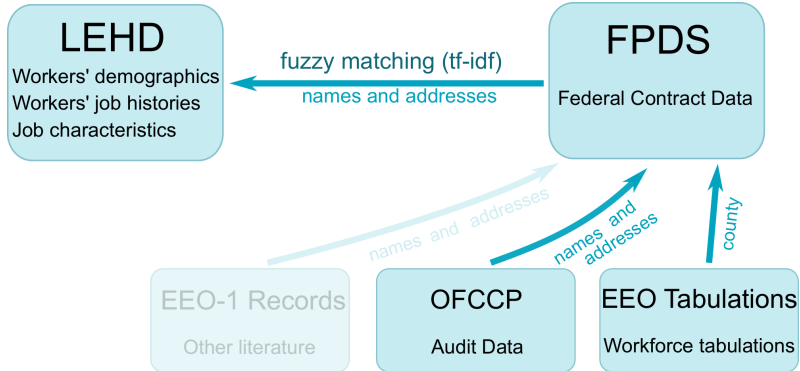 LEHD
Workers' demographics
Workers' job histories
Job characteristics
fuzzy matching (tf-idf)
names and addresses
FPDS
Federal Contract Data
names and addresses
names and
addresses
county
EEO-1 Records
Other literature
OFCCP
Audit Data
EEO Tabulations
Workforce tabulations